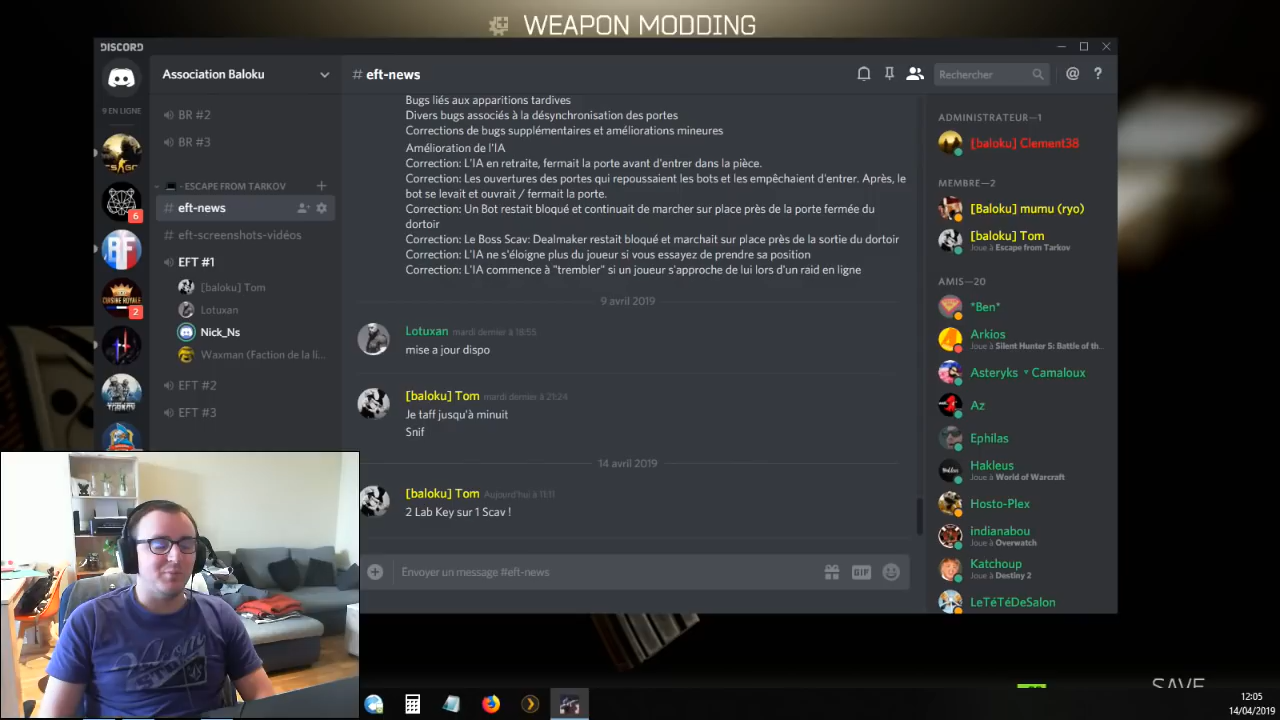 WEAPON MODDING
DISCORD
Association Baloku
# eft-news
Rechercher
9 EN LIGNE
BR #2
BR #3
ESCAPE FROM TARKOV
eft-news
eft-screenshots-vidéos
EFT #1
[baloku] Tom
Lotuxan
Nick_Ns
Waxman (Faction de la li...
EFT #2
EFT #3
6
2
Bugs liés aux apparitions tardives
Divers bugs associés à la désynchronisation des portes
Corrections de bugs supplémentaires et améliorations mineures
Amélioration de l'IA
Correction: L'IA en retraite, fermait la porte avant d'entrer dans la pièce.
Correction: Les ouvertures des portes qui repoussaient les bots et les empêchaient d'entrer. Après, le
bot se levait et ouvrait / fermait la porte.
Correction: Un Bot restait bloqué et continuait de marcher sur place près de la porte fermée du
dortoir
Correction: Le Boss Scav: Dealmaker restait bloqué et marchait sur place près de la sortie du dortoir
Correction: L'IA ne s'éloigne plus du joueur si vous essayez de prendre sa position
Correction: L'IA commence à "trembler" si un joueur s'approche de lui lors d'un raid en ligne
9 avril 2019
Lotuxan mardi dernier à 18:55
mise a jour dispo
[baloku] Tom mardi dernier à 21:24
Je taff jusqu'à minuit
Snif
14 avril 2019
[baloku] Tom Aujourd'hui à 11:11
2 Lab Key sur 1 Scav !
Envoyer un message #eft-news
GIF
ADMINISTRATEUR—1
[baloku] Clement38
MEMBRE—2
[Baloku] mumu (ryo)
[baloku] Tom
Joue à Escape from Tarkov
AMIS—20
*Ben*
Arkios
Joue à Silent Hunter 5: Battle of th...
Asteryks ▾ Camaloux
Az
Ephilas
Hakleus
Joue à World of Warcraft
Hosto-Plex
indianabou
Joue à Overwatch
Katchoup
Joue à Destiny 2
LeTéTéDeSalon
SAVE
12:05
14/04/2019